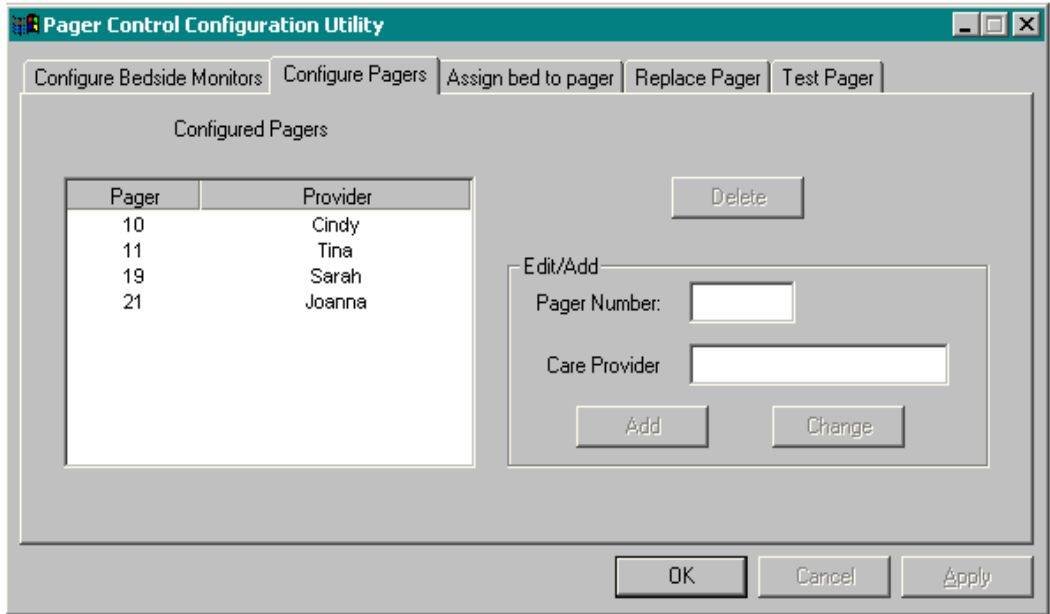 Pager Control Configuration Utility
Configure Bedside Monitors Configure Pagers Assign bed to pager Replace Pager Test Pager
Configured Pagers
Pager Provider
10 Cindy
11 Tina
19 Sarah
21 Joanna
Delete
Edit/Add
Pager Number:
Care Provider
Add Change
OK Cancel Apply